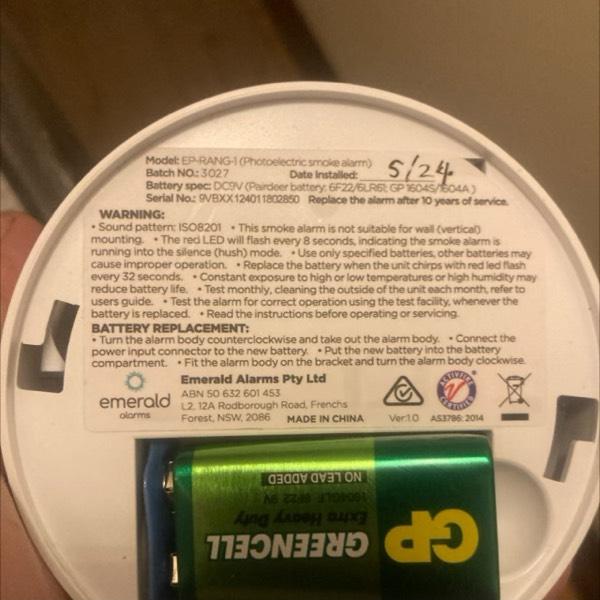 Model: EP-RANG-1 (Photoelectric smoke alarm)
Batch NO.: 3027 Date Installed: 5/24
Battery spec: DC9V (Pairdeer battery: 6F22/6LR61; GP 1604S/1604A)
Serial No.: 9VBXX124011802850 Replace the alarm after 10 years of service.
WARNING:
• Sound pattern: ISO8201 • This smoke alarm is not suitable for wall (vertical)
mounting. • The red LED will flash every 8 seconds, indicating the smoke alarm is
running into the silence (hush) mode. • Use only specified batteries, other batteries may
cause improper operation. • Replace the battery when the unit chirps with red led flash
every 32 seconds. • Constant exposure to high or low temperatures or high humidity may
reduce battery life. • Test monthly, cleaning the outside of the unit each month, refer to
users guide. • Test the alarm for correct operation using the test facility, whenever the
battery is replaced. • Read the instructions before operating or servicing.
BATTERY REPLACEMENT:
• Turn the alarm body counterclockwise and take out the alarm body. • Connect the
power input connector to the new battery. • Put the new battery into the battery
compartment. • Fit the alarm body on the bracket and turn the alarm body clockwise.
emerald
alarms
Emerald Alarms Pty Ltd
ABN 50 632 601 453
L2, 12A Rodborough Road, Frenchs
Forest, NSW, 2086 MADE IN CHINA Ver:1.0 AS3786: 2014
ACTIVFIRE
CERTIFIED
NO LEAD ADDED
1604GLF 6F22 9V
Extra Heavy Duty
GP GREENCELL